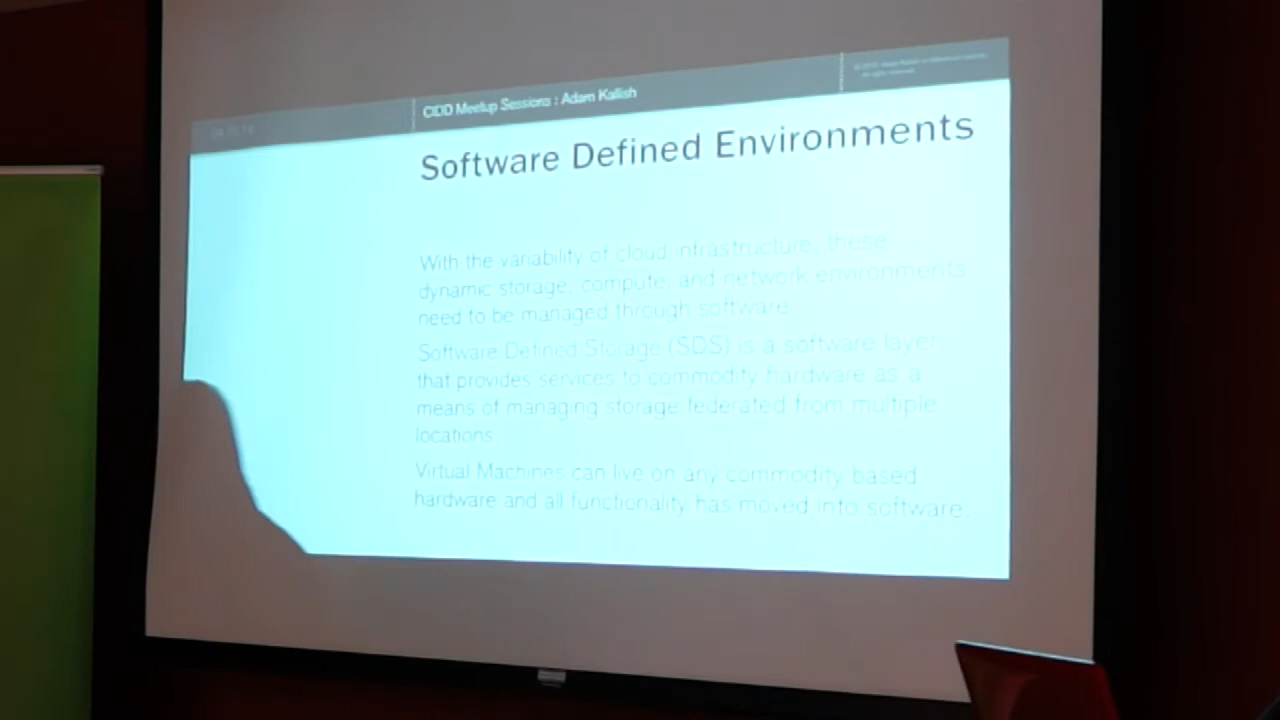 CIDD Meetup Sessions : Adam Kallish
Software Defined Environments
With the variability of cloud infrastructure, these
dynamic storage, compute, and network environments
need to be managed through software.
Software Defined Storage (SDS) is a software layer
that provides services to commodity hardware as a
means of managing storage federated from multiple
locations.
Virtual Machines can live on any commodity based
hardware and all functionality has moved into software.